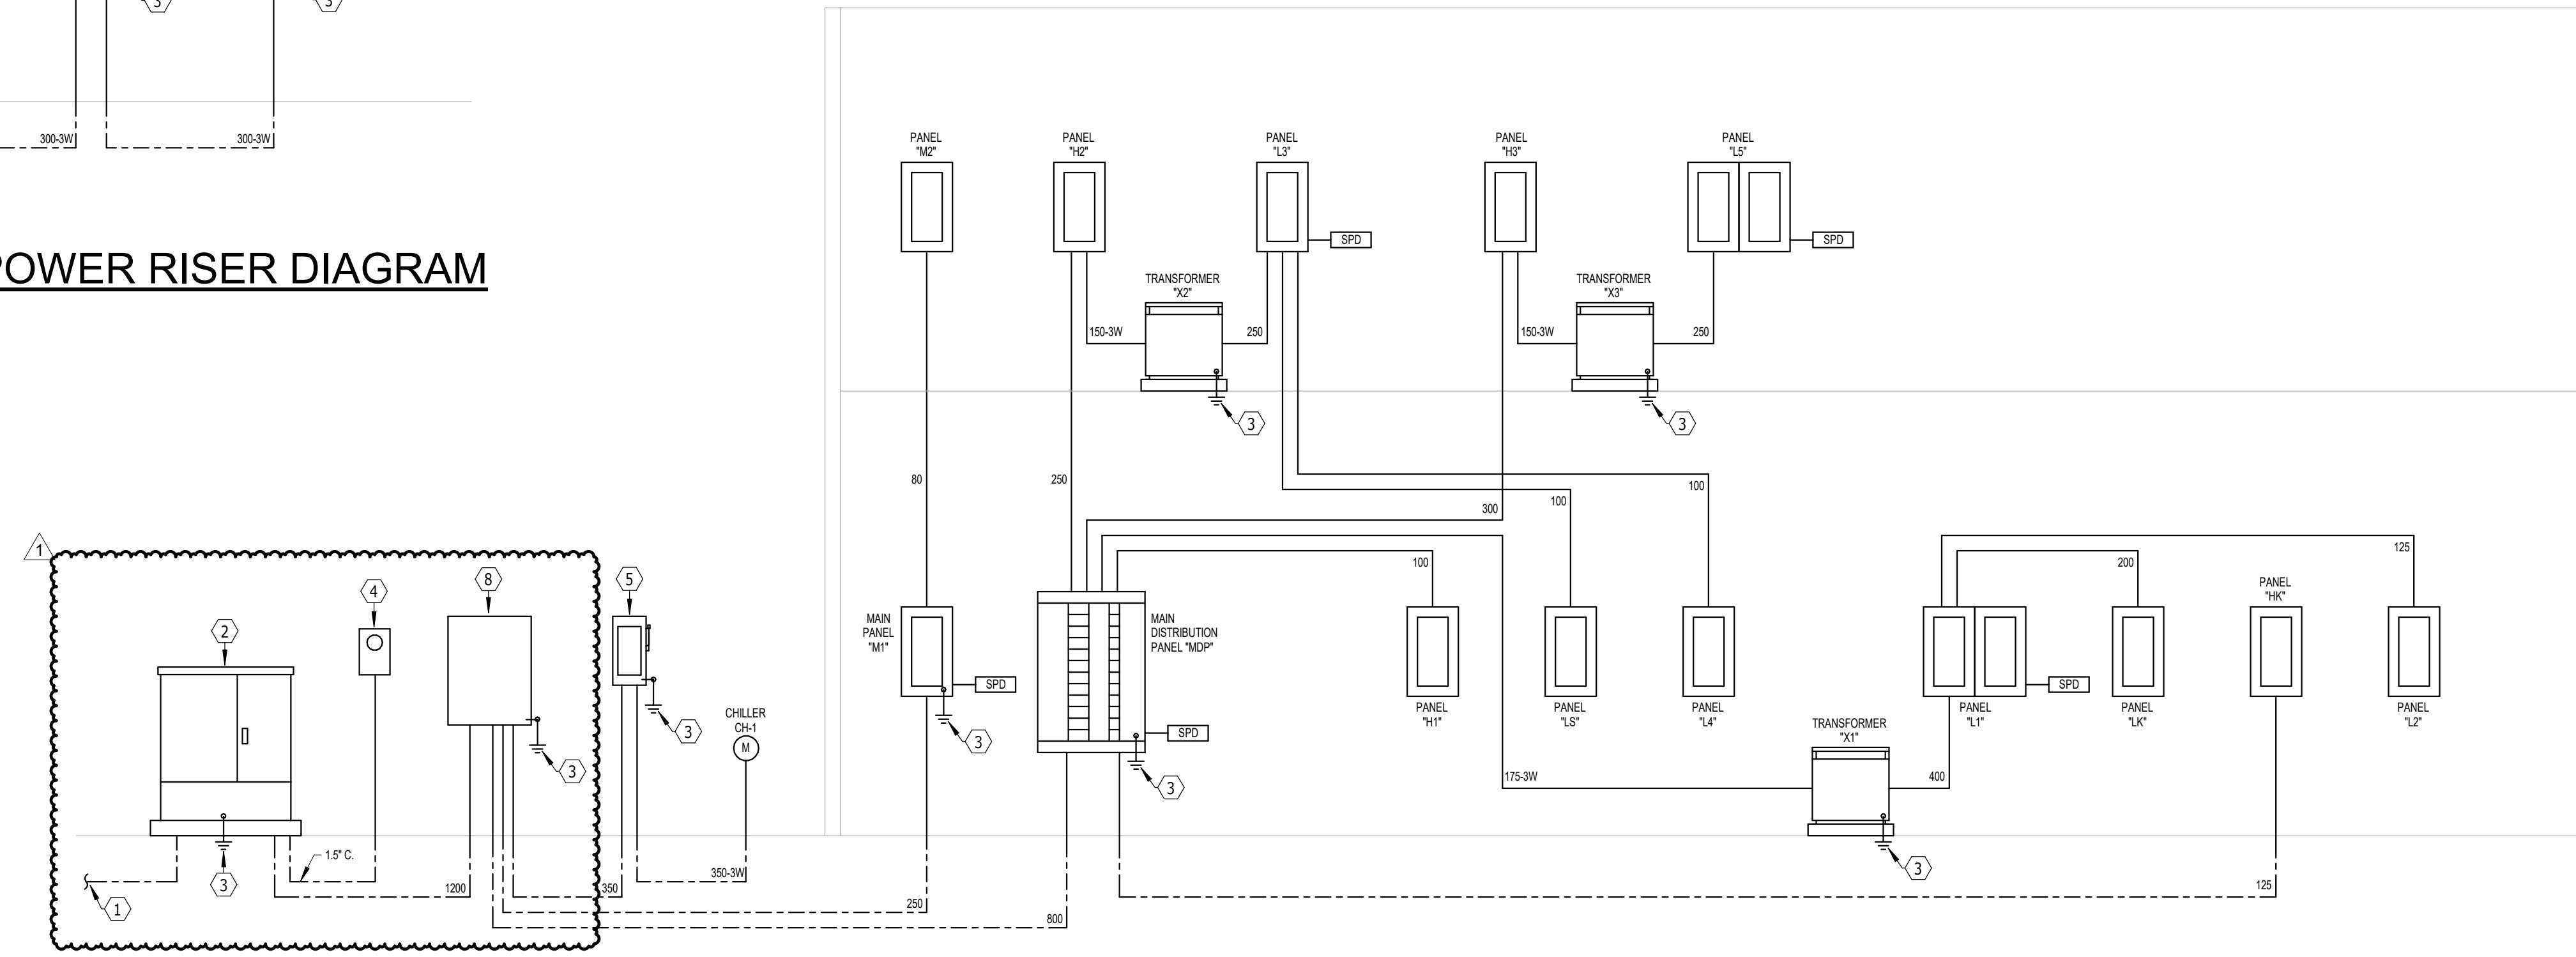 3
3
300-3W
300-3W
POWER RISER DIAGRAM
PANEL
"M2"
PANEL
"H2"
PANEL
"L3"
PANEL
"H3"
PANEL
"L5"
SPD
SPD
TRANSFORMER
"X2"
TRANSFORMER
"X3"
150-3W
250
150-3W
250
3
3
80
250
300
100
100
100
125
200
1
2
4
8
5
3
3
3
1
1.5" C.
1200
350
350-3W
250
800
CHILLER
CH-1
M
MAIN
PANEL
"M1"
SPD
3
MAIN
DISTRIBUTION
PANEL "MDP"
SPD
3
PANEL
"H1"
PANEL
"LS"
PANEL
"L4"
175-3W
TRANSFORMER
"X1"
400
3
PANEL
"L1"
SPD
PANEL
"LK"
PANEL
"HK"
PANEL
"L2"
125